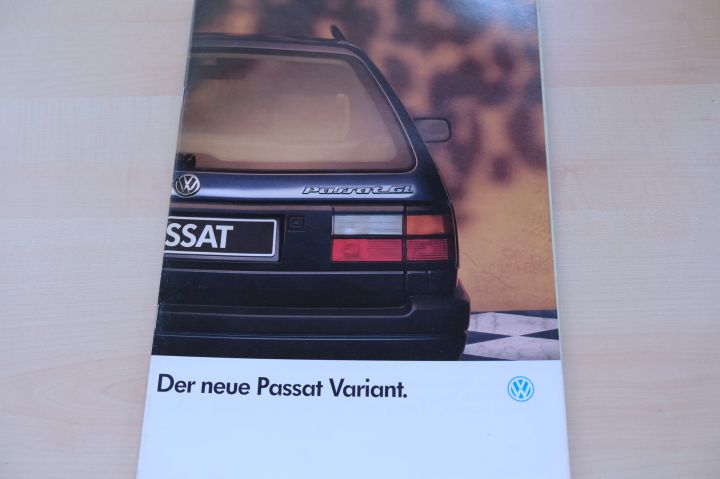 Passat GL
SSAT
Der neue Passat Variant.